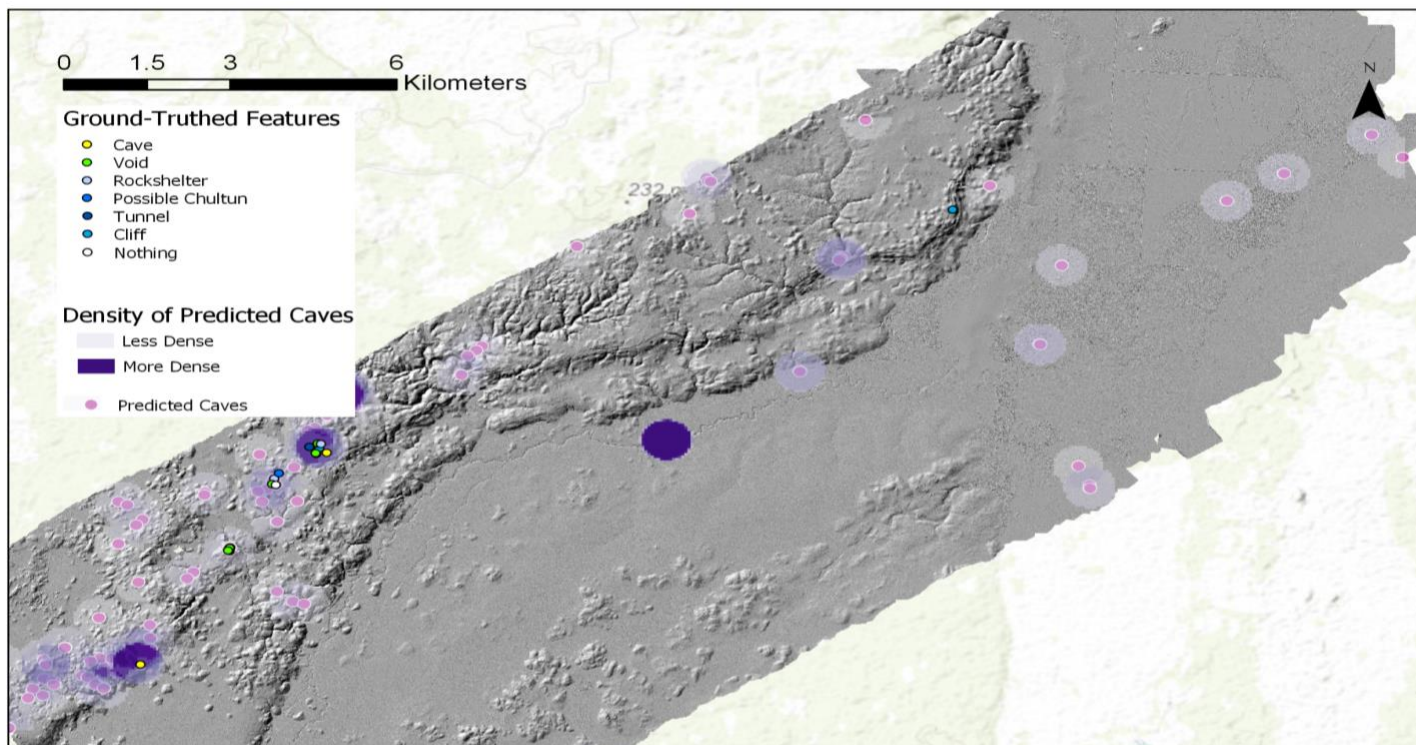 0 1.5 3 6
Kilometers
Ground-Truthed Features
Cave
Void
Rockshelter
Possible Chultun
Tunnel
Cliff
Nothing
Density of Predicted Caves
Less Dense
More Dense
Predicted Caves
232
N